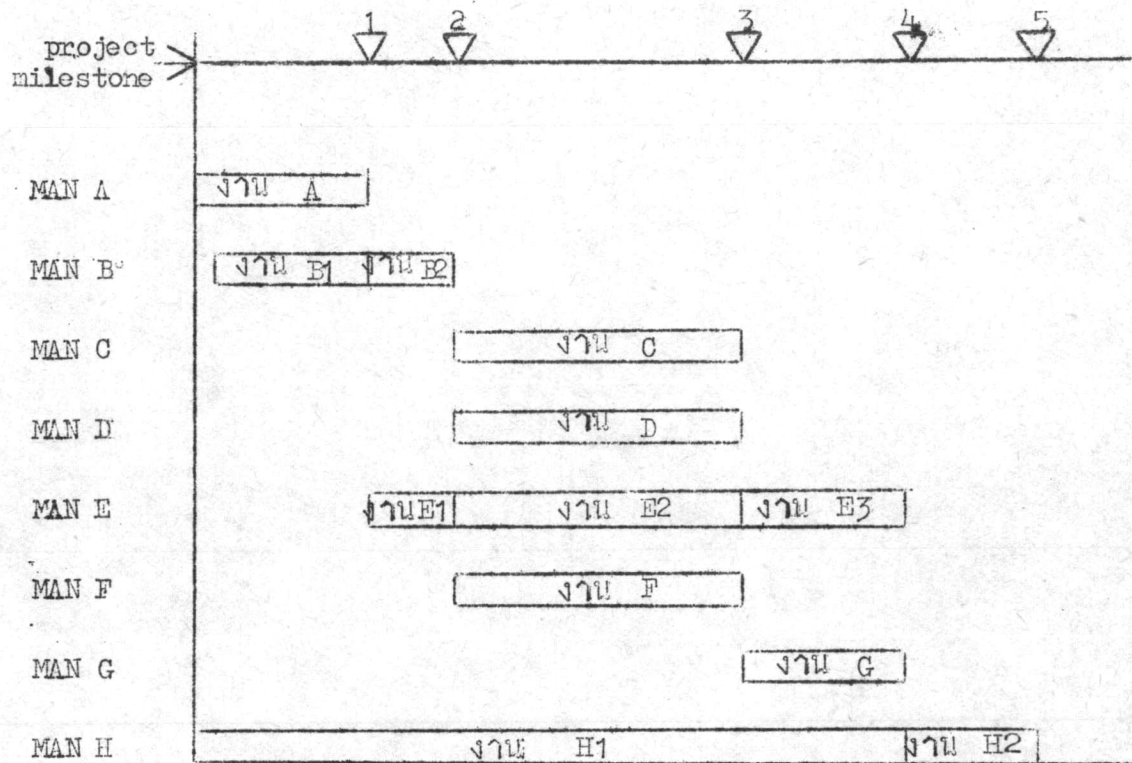 1 2 3 4 5
project
milestone
MAN A งาน A
MAN B งาน B1 งาน B2
MAN C งาน C
MAN D งาน D
MAN E งานE1 งาน E2 งาน E3
MAN F งาน F
MAN G งาน G
MAN H งาน H1 งาน H2